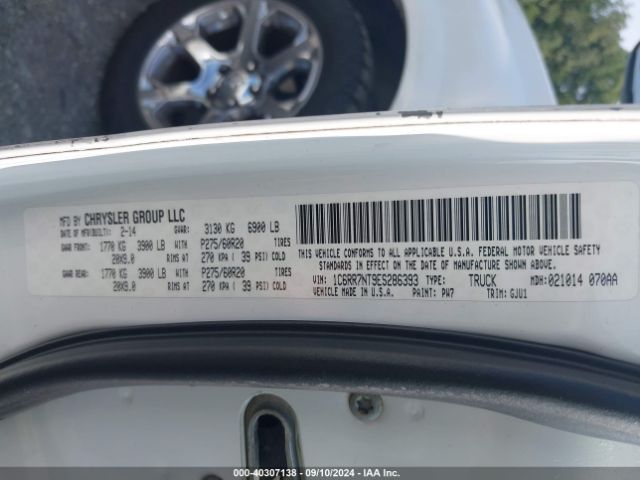 MFD BY CHRYSLER GROUP LLC
DATE OF MFD(BUILT): 2-14 GVWR: 3130 KG 6900 LB
GAWR FRONT: 1770 KG 3900 LB WITH P275/60R20 TIRES
20X9.0 RIMS AT 270 KPA ( 39 PSI) COLD
GAWR REAR: 1770 KG 3900 LB WITH P275/60R20 TIRES
20X9.0 RIMS AT 270 KPA ( 39 PSI) COLD
THIS VEHICLE CONFORMS TO ALL APPLICABLE U.S.A. FEDERAL MOTOR VEHICLE SAFETY
STANDARDS IN EFFECT ON THE DATE OF MANUFACTURE SHOWN ABOVE.
VIN: 1C6RR7NT9ES286393 TYPE: TRUCK MDH: 021014 070AA
VEHICLE MADE IN U.S.A. PAINT: PW7 TRIM: GJU1
000-40307138 - 09/10/2024 - IAA Inc.